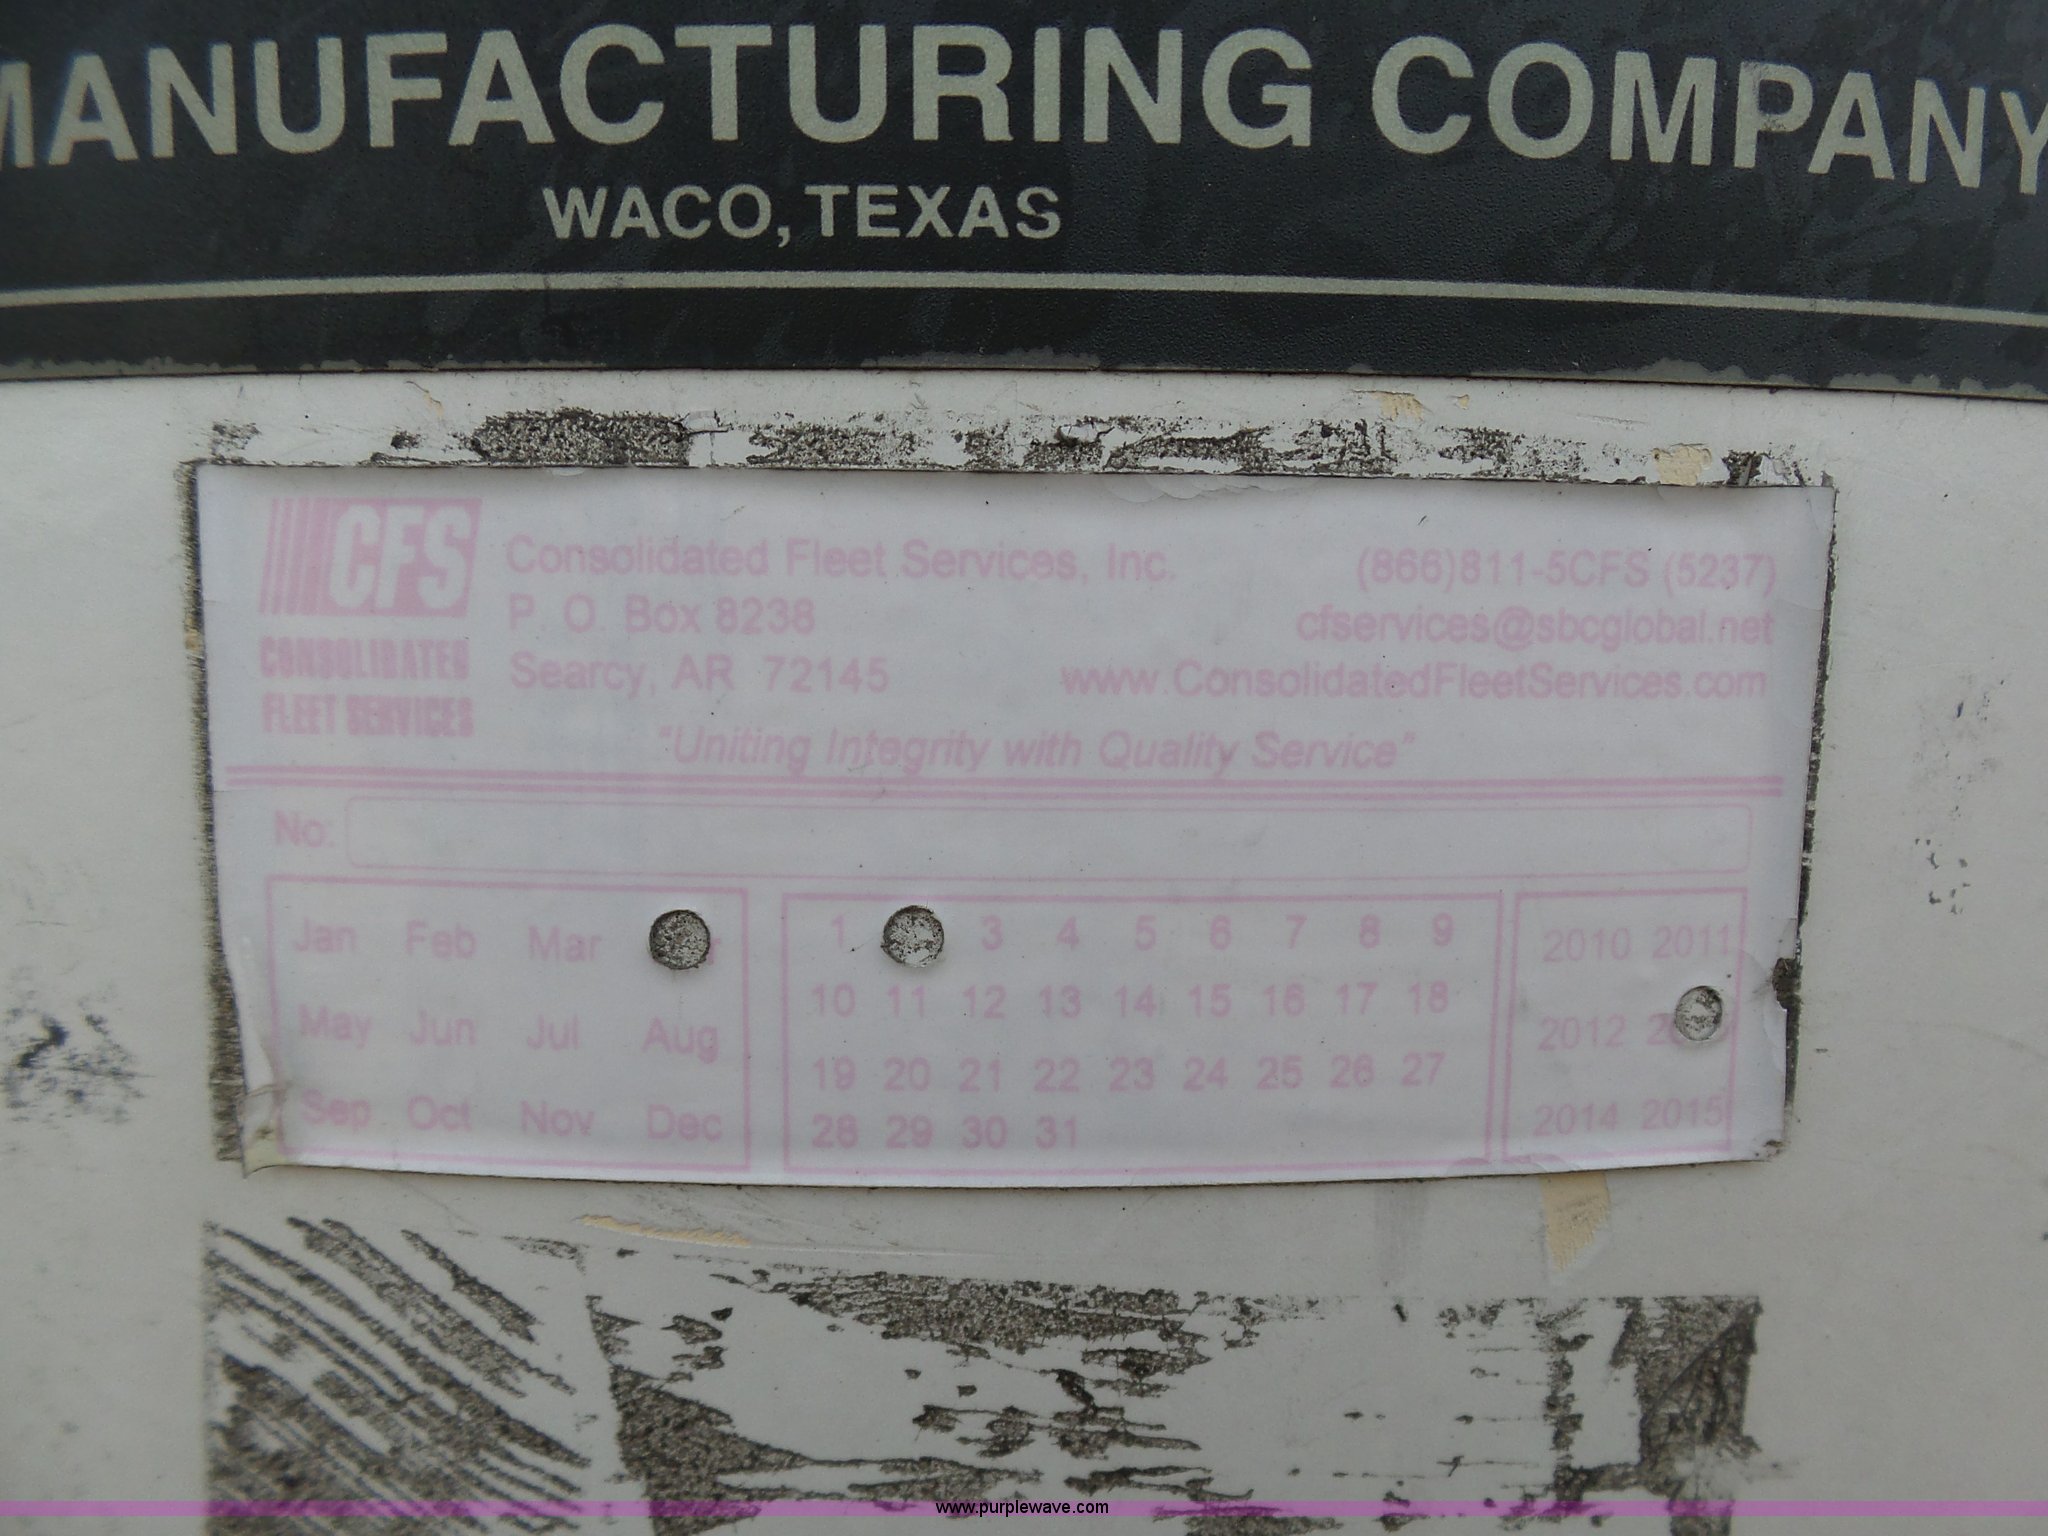 MANUFACTURING COMPANY
WACO, TEXAS
CFS
CONSOLIDATED
FLEET SERVICES
Consolidated Fleet Services, Inc.
P. O. Box 8238
Searcy, AR 72145
(866)811-5CFS (5237)
cfservices@sbcglobal.net
www.ConsolidatedFleetServices.com
"Uniting Integrity with Quality Service"
No.
Jan Feb Mar
May Jun Jul Aug
Sep Oct Nov Dec
1 3 4 5 6 7 8 9
10 11 12 13 14 15 16 17 18
19 20 21 22 23 24 25 26 27
28 29 30 31
2010 2011
2012
2014 2015
www.purplewave.com